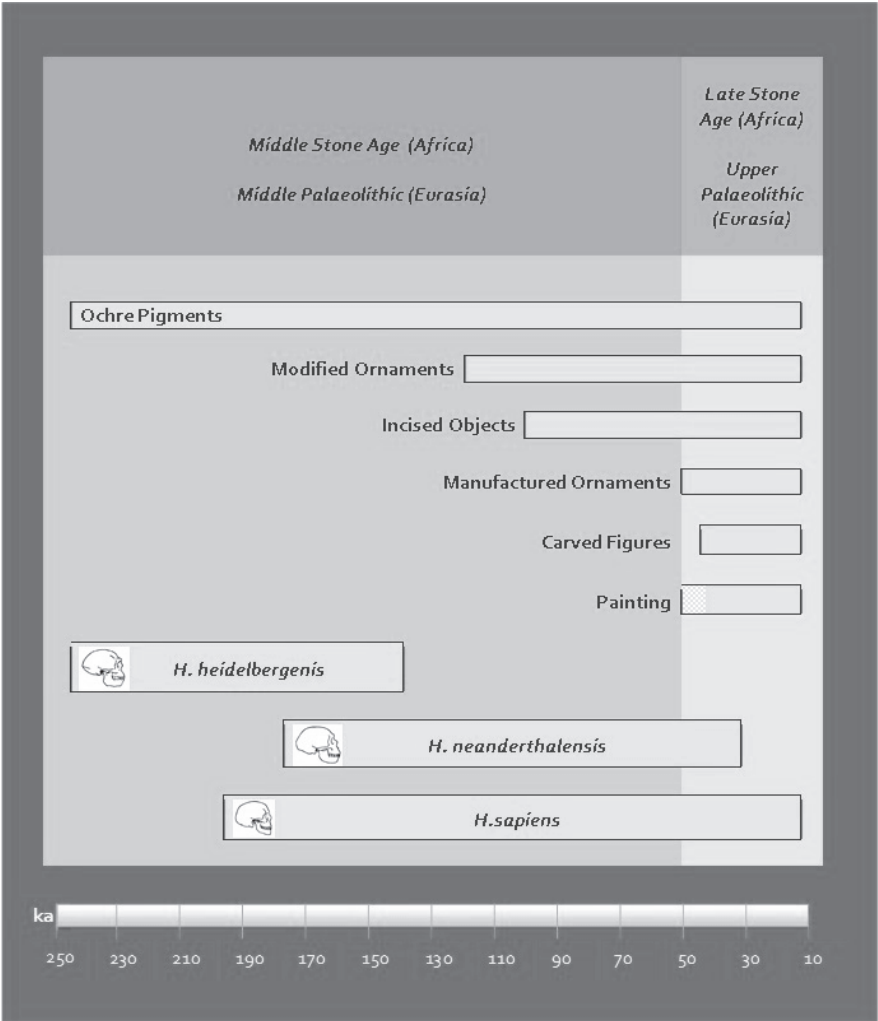 Late Stone
Age (Africa)
Middle Stone Age (Africa)
Upper
Middle Palaeolithic (Eurasia)
Palaeolithic
(Eurasia)
Ochre Pigments
Modified Ornaments
Incised Objects
Manufactured Ornaments
Carved Figures
Painting
H. heidelbergenis
H. neanderthalensis
H.sapiens
ka
250 230 210 190 170 150 130 110 90 70 50 30 10